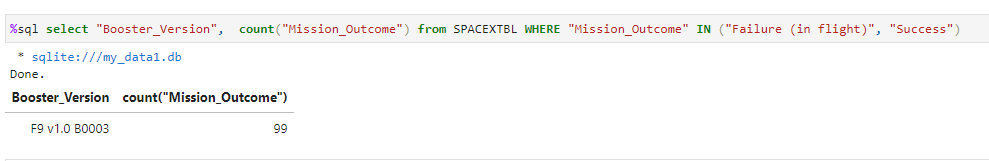 %sql select "Booster_Version",  count("Mission_Outcome") from SPACEXTBL WHERE "Mission_Outcome" IN ("Failure (in flight)", "Success")
* sqlite:///my_data1.db
Done.
Booster_Version count("Mission_Outcome")
F9 v1.0 B0003 99